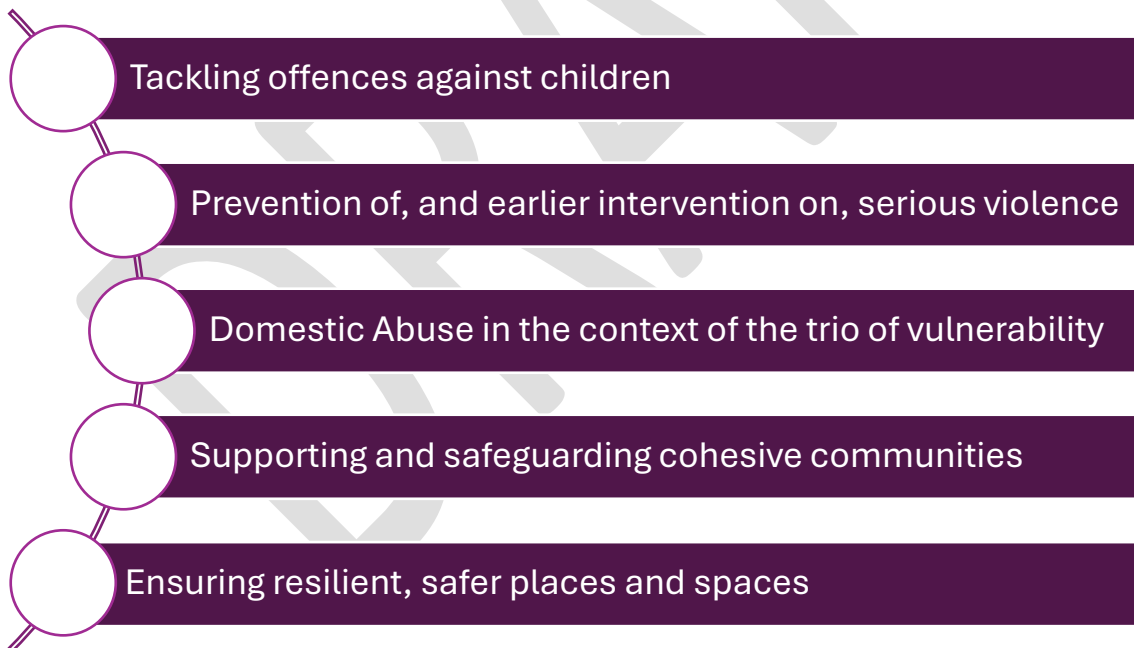 Tackling offences against children
Prevention of, and earlier intervention on, serious violence
Domestic Abuse in the context of the trio of vulnerability
Supporting and safeguarding cohesive communities
Ensuring resilient, safer places and spaces